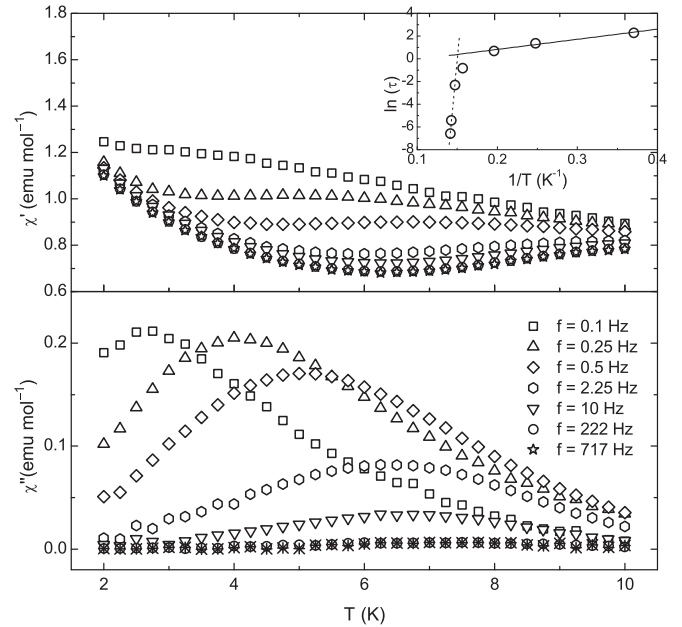 1.8
1.6
1.4
1.2
1.0
0.8
0.6
χ' (emu mol⁻¹)
4
2
0
-2
-4
-6
-8
ln (τ)
0.1 0.2 0.3 0.4
1/T (K⁻¹)
0.2
0.1
0.0
χ''(emu mol⁻¹)
f = 0.1 Hz
f = 0.25 Hz
f = 0.5 Hz
f = 2.25 Hz
f = 10 Hz
f = 222 Hz
f = 717 Hz
2 4 6 8 10
T (K)